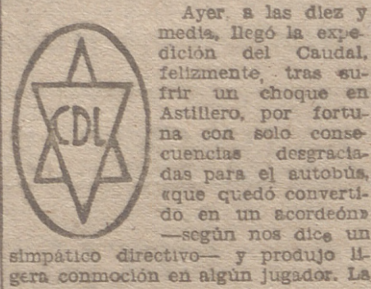 Ayer, a las diez y
media, llegó la expe-
dición del Caudal,
felizmente, tras su-
frir un choque en
Astillero, por fortu-
na con solo conse-
cuencias desgracia-
das para el autobús,
«que quedó converti-
do en un acordeón»
—según nos dice un
simpático directivo— y produjo li-
gera conmoción en algún jugador. La
CDL